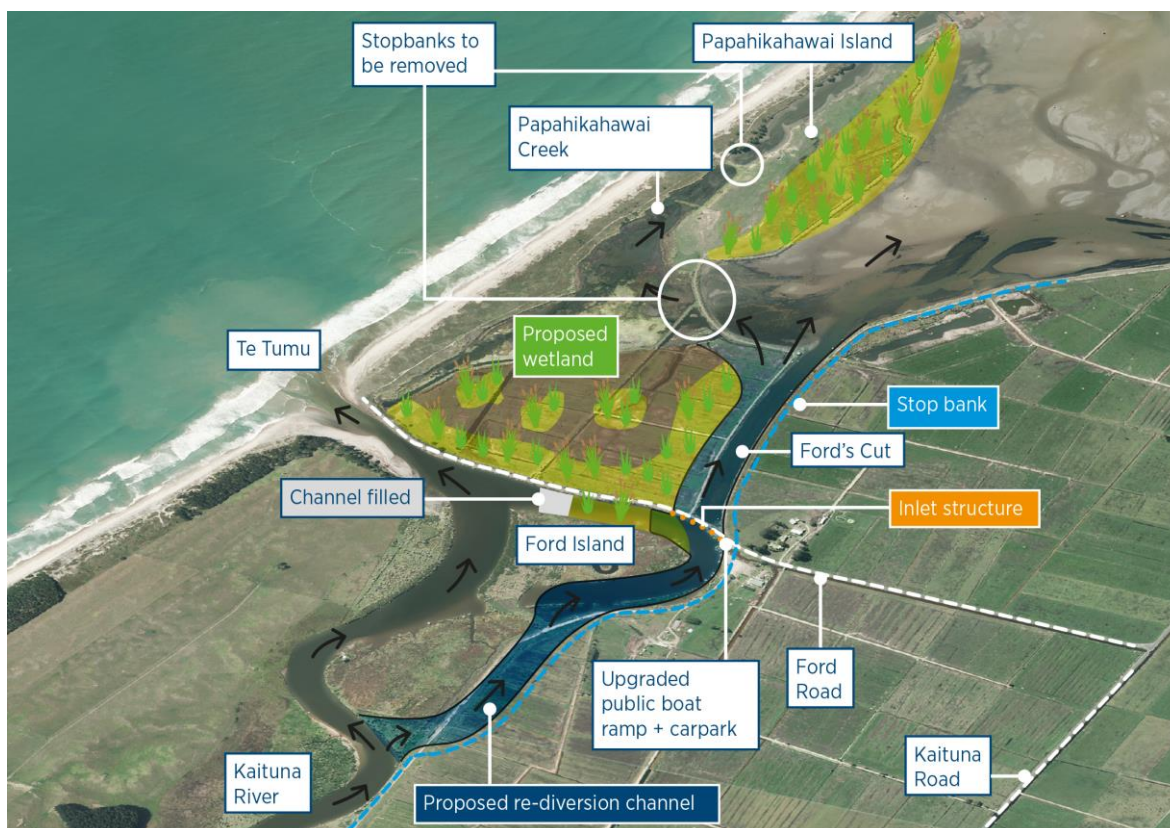 Stopbanks to
be removed
Papahikahawai Island
Papahikahawai
Creek
Te Tumu
Proposed
wetland
Stop bank
Ford's Cut
Channel filled
Inlet structure
Ford Island
Upgraded
public boat
ramp + carpark
Ford
Road
Kaituna
River
Proposed re-diversion channel
Kaituna
Road